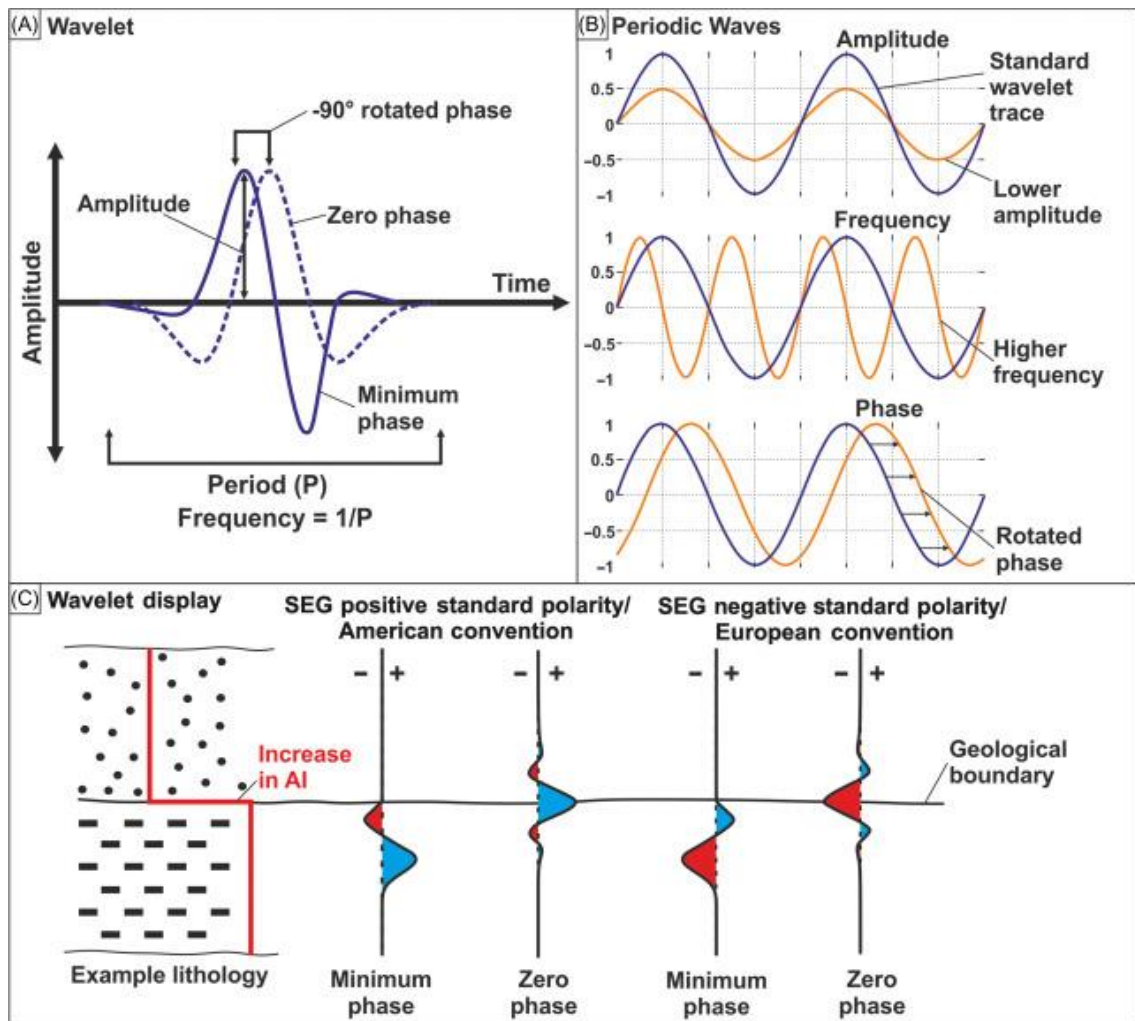 (A) Wavelet
-90° rotated phase
Amplitude
Zero phase
Time
Amplitude
Minimum
phase
Period (P)
Frequency = 1/P
(B) Periodic Waves
Amplitude
1
0.5
0
−0.5
−1
Standard
wavelet
trace
Lower
amplitude
Frequency
1
0.5
0
−0.5
−1
Higher
frequency
Phase
1
0.5
0
−0.5
−1
Rotated
phase
(C) Wavelet display
SEG positive standard polarity/
American convention
SEG negative standard polarity/
European convention
− +
− +
− +
− +
Increase
in AI
Geological
boundary
Example lithology
Minimum
phase
Zero
phase
Minimum
phase
Zero
phase